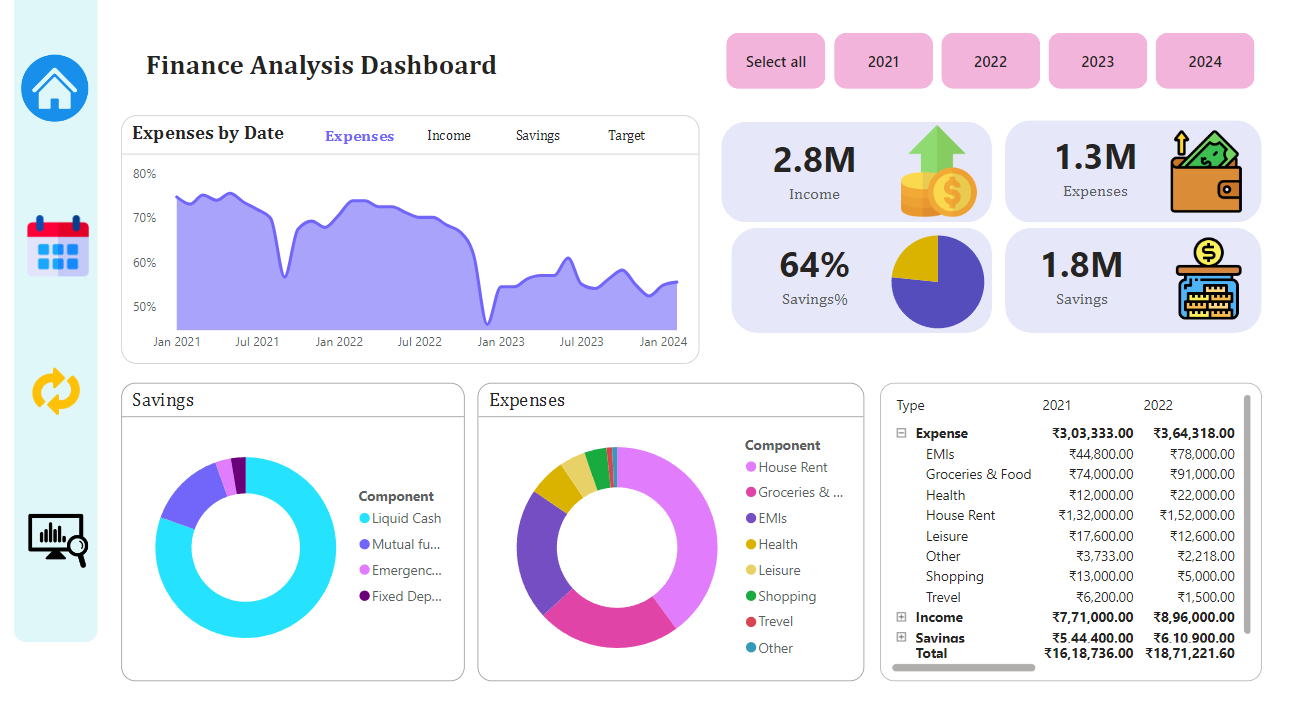 Finance Analysis Dashboard
Select all
2021
2022
2023
2024
Expenses by Date
Expenses
Income
Savings
Target
80%
70%
60%
50%
Jan 2021
Jul 2021
Jan 2022
Jul 2022
Jan 2023
Jul 2023
Jan 2024
2.8M
Income
1.3M
Expenses
64%
Savings%
1.8M
Savings
Savings
Component
Liquid Cash
Mutual fu...
Emergenc...
Fixed Dep...
Expenses
Component
House Rent
Groceries & ...
EMIs
Health
Leisure
Shopping
Trevel
Other
Type 2021 2022
Expense ₹3,03,333.00 ₹3,64,318.00
EMIs ₹44,800.00 ₹78,000.00
Groceries & Food ₹74,000.00 ₹91,000.00
Health ₹12,000.00 ₹22,000.00
House Rent ₹1,32,000.00 ₹1,52,000.00
Leisure ₹17,600.00 ₹12,600.00
Other ₹3,733.00 ₹2,218.00
Shopping ₹13,000.00 ₹5,000.00
Trevel ₹6,200.00 ₹1,500.00
Income ₹7,71,000.00 ₹8,96,000.00
Savings ₹5,44,400.00 ₹6,10,900.00
Total ₹16,18,736.00 ₹18,71,221.60